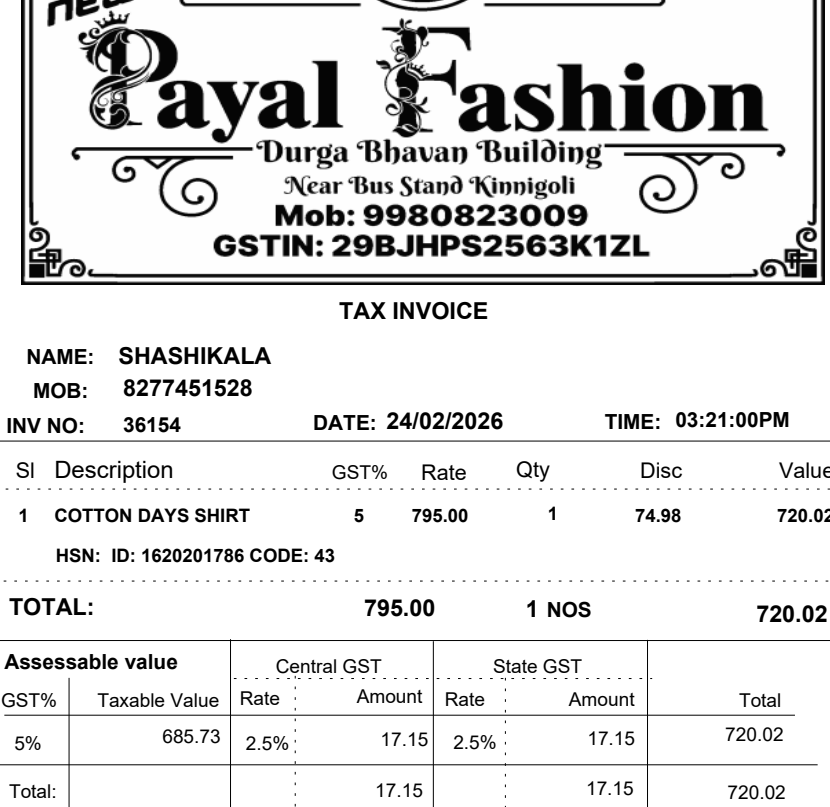 new
Payal Fashion
Durga Bhavan Building
Near Bus Stand Kinnigoli
Mob: 9980823009
GSTIN: 29BJHPS2563K1ZL
TAX INVOICE
NAME: SHASHIKALA
MOB: 8277451528
INV NO: 36154 DATE: 24/02/2026 TIME: 03:21:00PM
Sl Description GST% Rate Qty Disc Value
1 COTTON DAYS SHIRT 5 795.00 1 74.98 720.02
HSN: ID: 1620201786 CODE: 43
TOTAL: 795.00 1 NOS 720.02
Assessable value Central GST State GST
GST% Taxable Value Rate Amount Rate Amount Total
5% 685.73 2.5% 17.15 2.5% 17.15 720.02
Total: 17.15 17.15 720.02